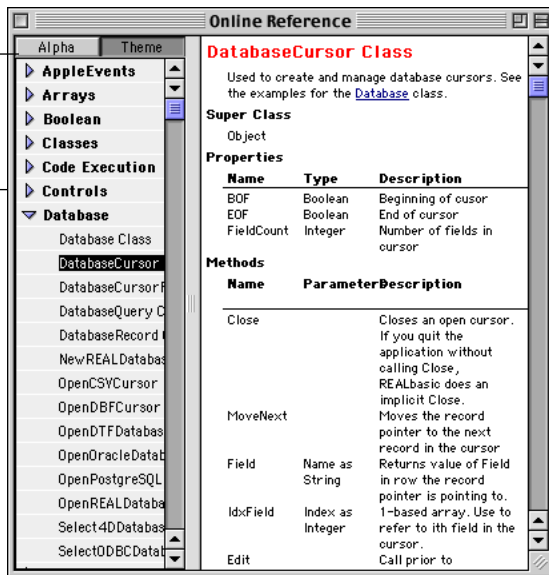 Online Reference
Alpha Theme
AppleEvents
Arrays
Boolean
Classes
Code Execution
Controls
Database
Database Class
DatabaseCursor
DatabaseCursorF
DatabaseQuery C
DatabaseRecord
NewREALDatabas
OpenCSVCursor
OpenDBFCursor
OpenDTFDatabas
OpenOracleDatab
OpenPostgreSQL
OpenREALDataba
Select4DDatabas
SelectODBCDatab
DatabaseCursor Class
Used to create and manage database cursors. See
the examples for the Database class.
Super Class
Object
Properties
Name Type Description
BOF Boolean Beginning of cusor
EOF Boolean End of cursor
FieldCount Integer Number of fields in
cursor
Methods
Name Parameter Description
Close Closes an open cursor.
If you quit the
application without
calling Close,
REALbasic does an
implicit Close.
MoveNext Moves the record
pointer to the next
record in the cursor
Field Name as Returns value of Field
String in row the record
pointer is pointing to.
IdxField Index as 1-based array. Use to
Integer refer to ith field in the
cursor.
Edit Call prior to